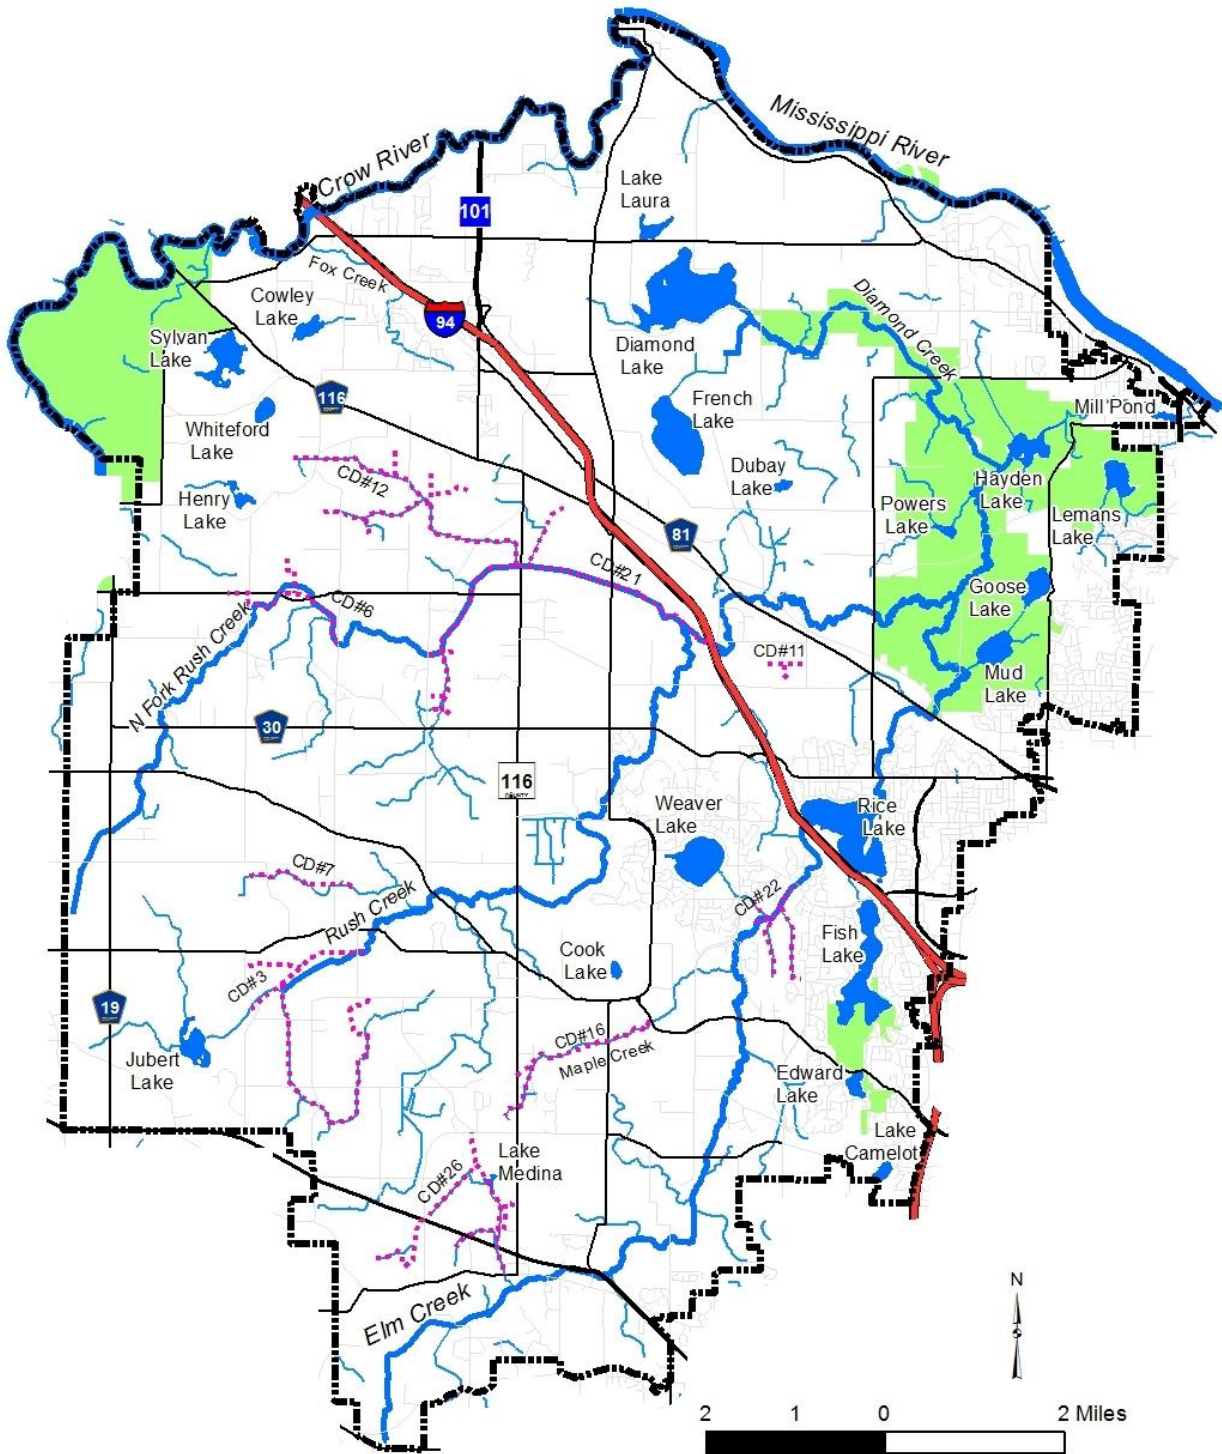 Mississippi River
Crow River
Lake
Laura
101
Fox Creek
Cowley
Lake
94
Diamond Creek
Sylvan
Lake
Diamond
Lake
116
French
Lake
Mill Pond
Whiteford
Lake
Dubay
Lake
CD#12
Hayden
Lake
Henry
Lake
Powers
Lake
Lemans
Lake
81
CD#21
Goose
Lake
CD#6
N Fork Rush Creek
CD#11
Mud
Lake
30
116
Weaver
Lake
Rice
Lake
CD#7
CD#22
Rush Creek
Fish
Lake
Cook
Lake
CD#3
19
CD#16
Maple Creek
Jubert
Lake
Edward
Lake
Lake
Camelot
Lake
Medina
CD#26
Elm Creek
N
2 1 0 2 Miles